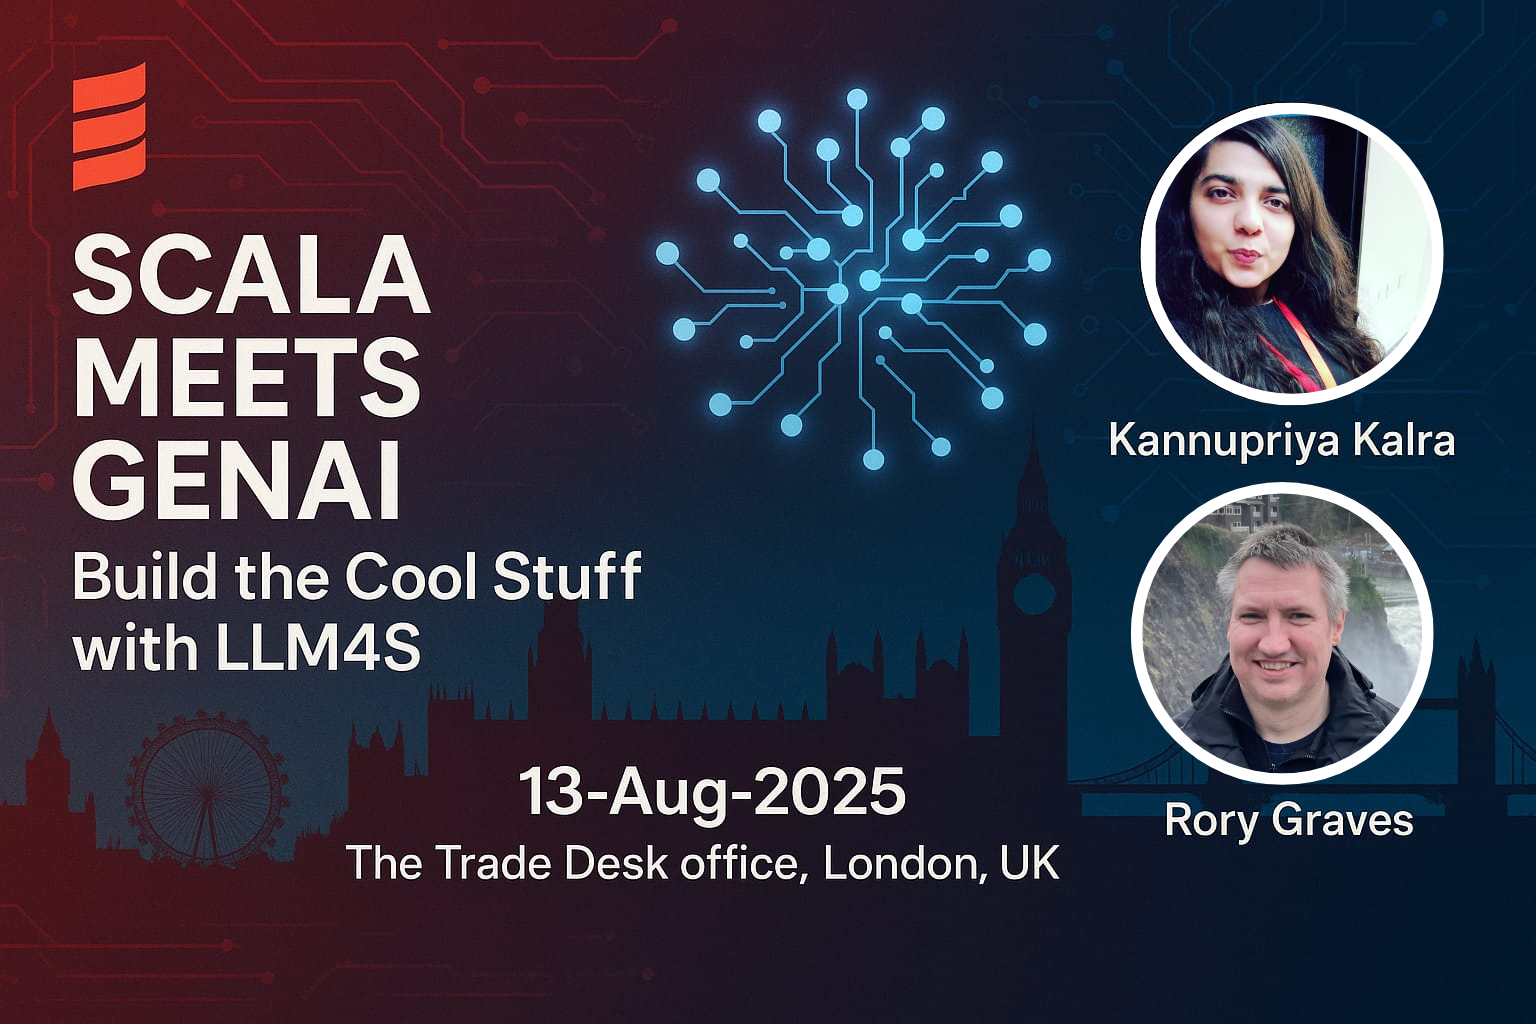 SCALA
MEETS
GENAI
Build the Cool Stuff
with LLM4S
13-Aug-2025
The Trade Desk office, London, UK
Kannupriya Kalra
Rory Graves